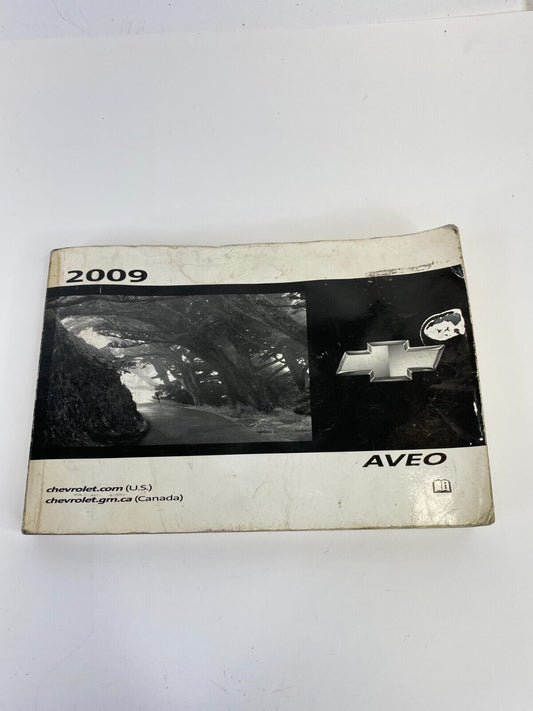 2009
AVEO
chevrolet.com (U.S.)
chevrolet.gm.ca (Canada)